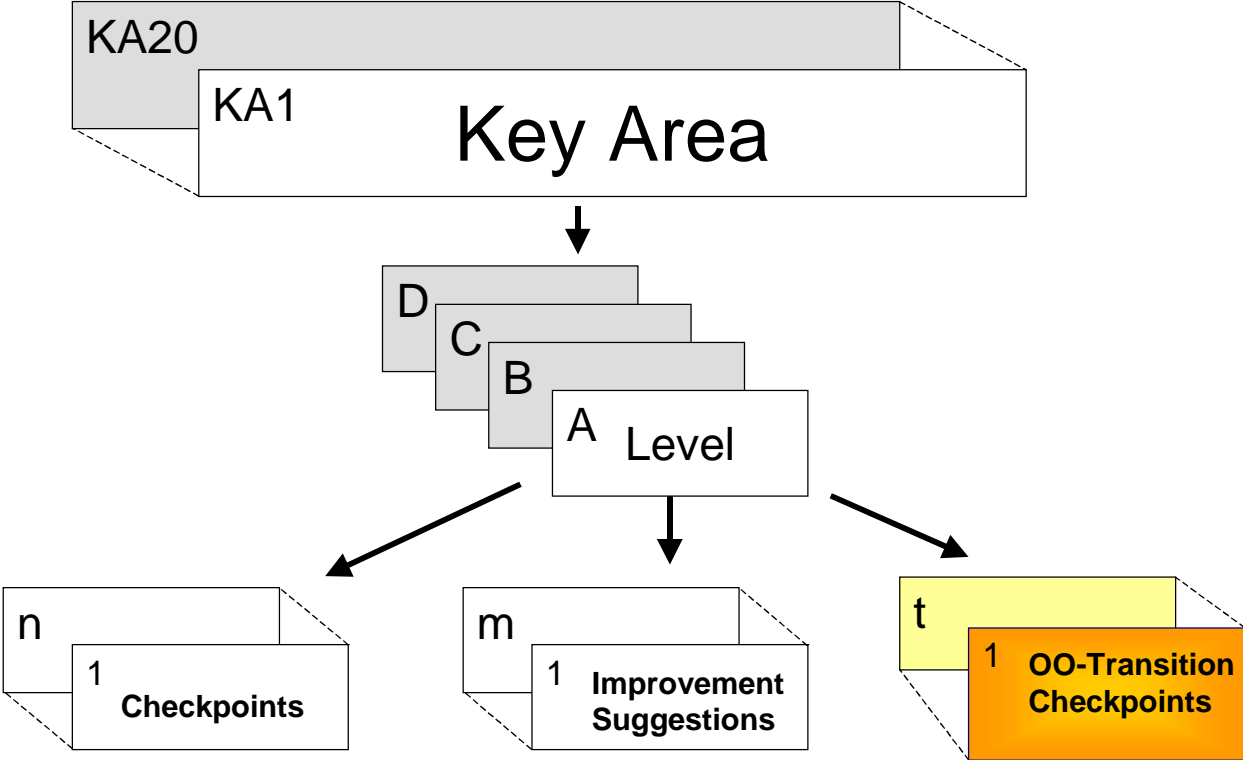 KA20
KA1
Key Area
D
C
B
A
Level
n
1
Checkpoints
m
1
Improvement
Suggestions
t
1
OO-Transition
Checkpoints